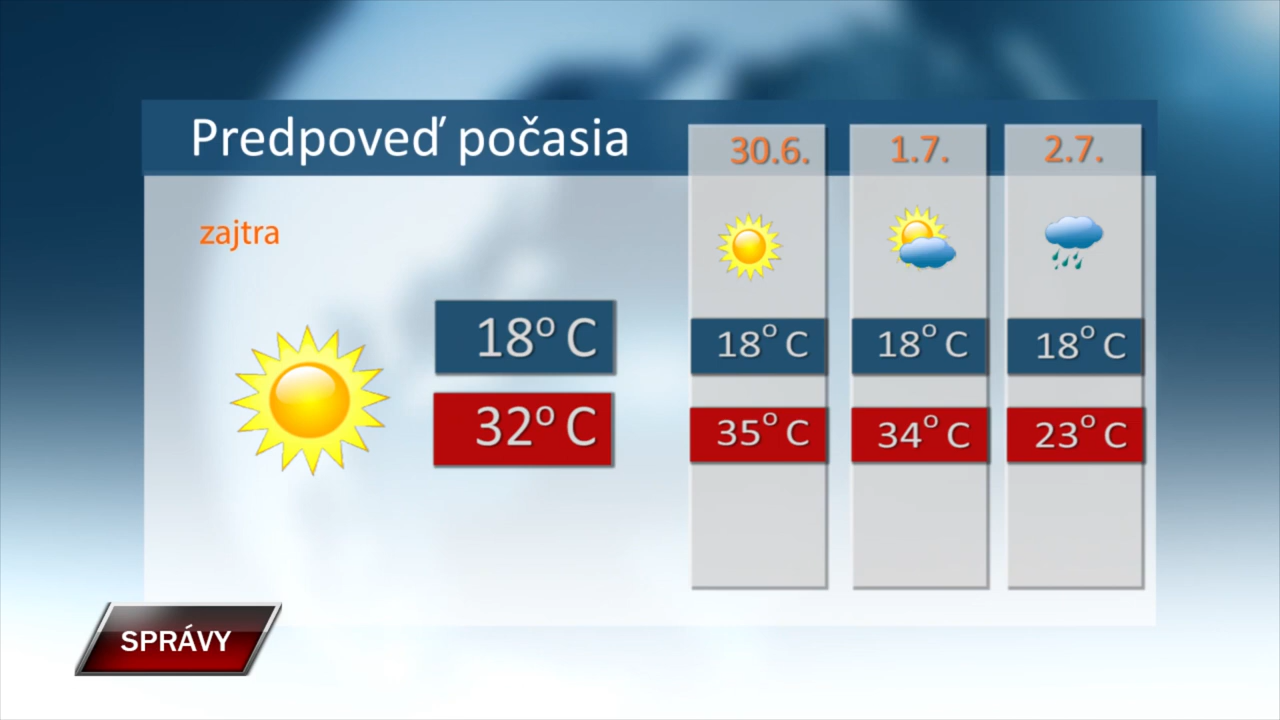 Predpoveď počasia
zajtra
18° C
32° C
30.6.
18° C
35° C
1.7.
18° C
34° C
2.7.
18° C
23° C
SPRÁVY